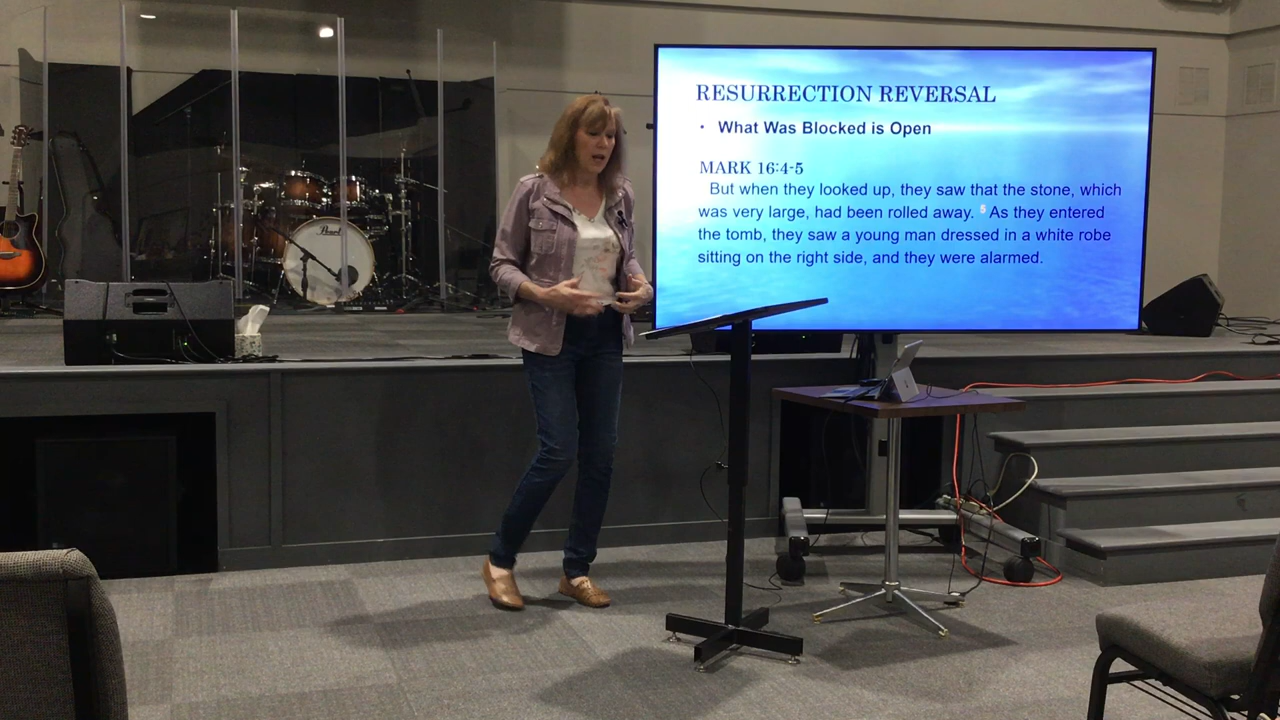 RESURRECTION REVERSAL
• What Was Blocked is Open
MARK 16:4-5
But when they looked up, they saw that the stone, which
was very large, had been rolled away. 5 As they entered
the tomb, they saw a young man dressed in a white robe
sitting on the right side, and they were alarmed.
Pearl